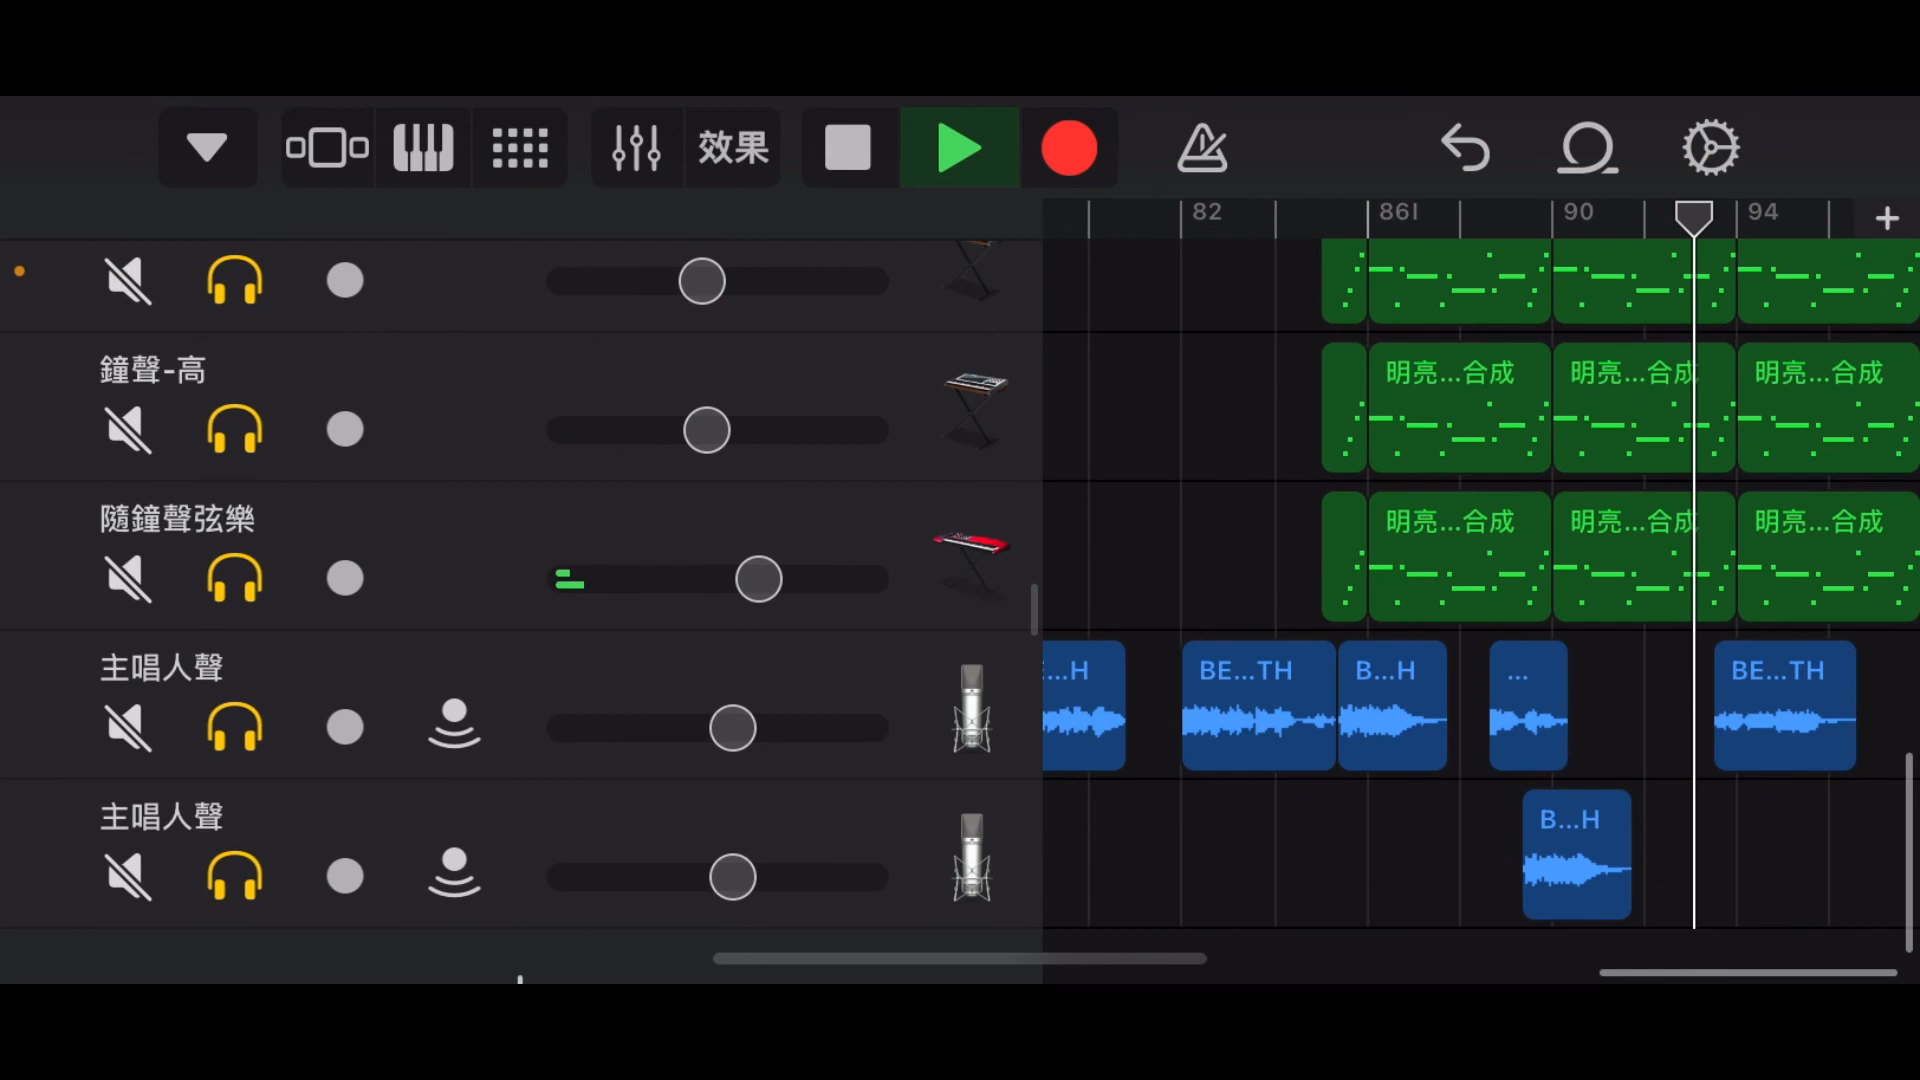 效果
82
86I
90
94
鐘聲-高
明亮...合成
明亮...合成
明亮...合成
隨鐘聲弦樂
明亮...合成
明亮...合成
明亮...合成
主唱人聲
...H
BE...TH
B...H
...
BE...TH
主唱人聲
B...H